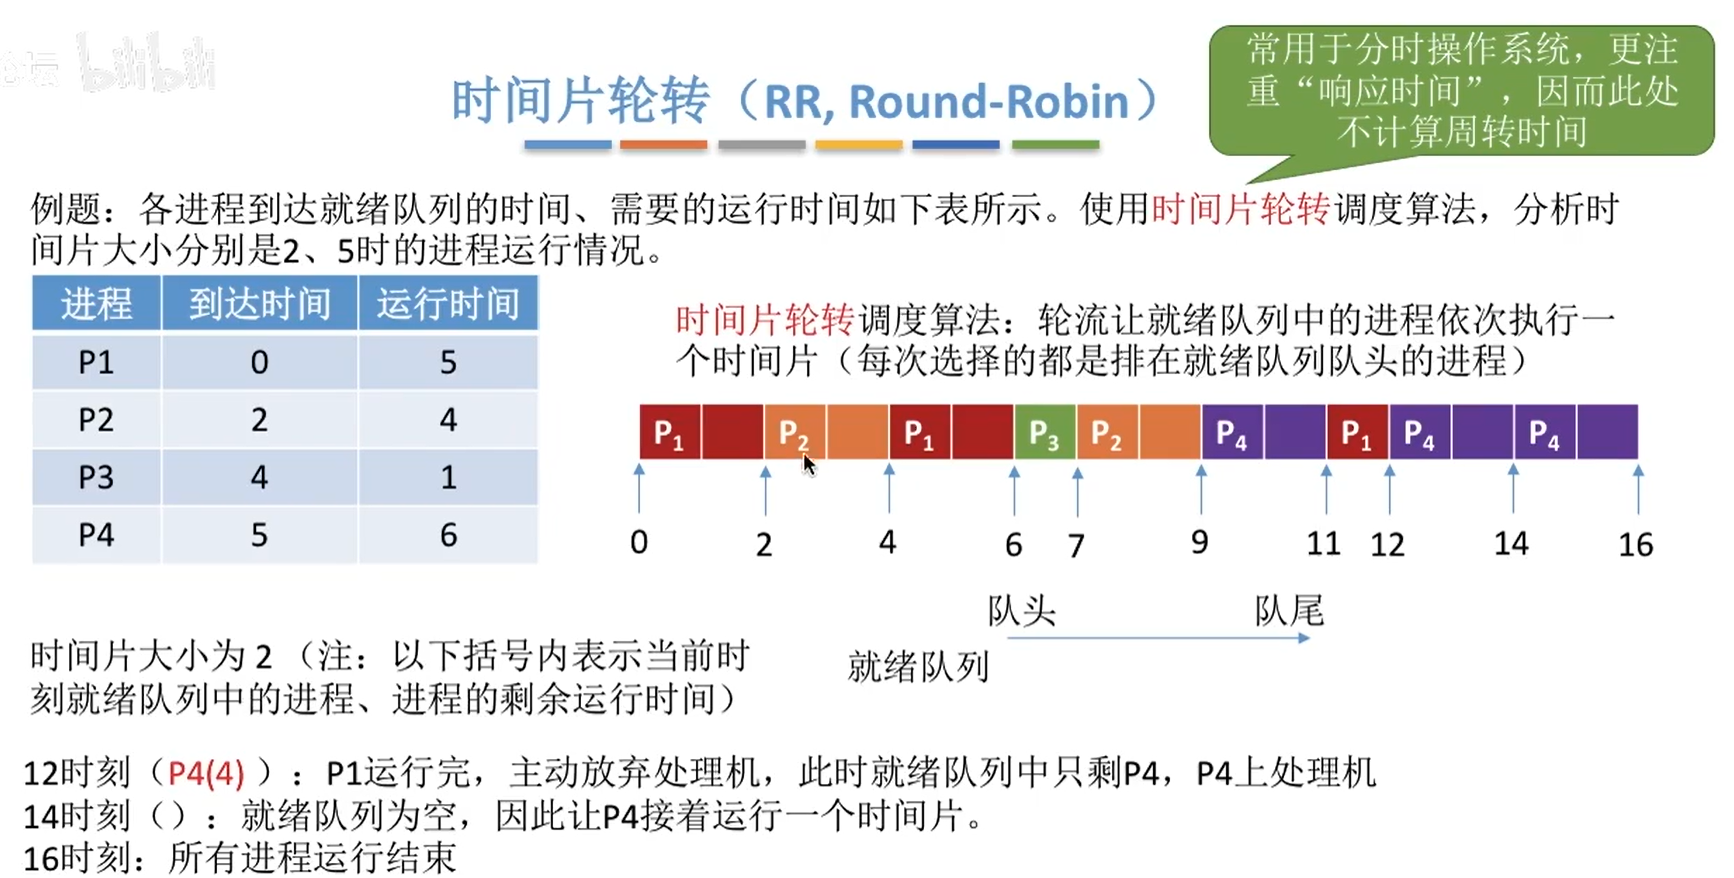 坛 bilibili
时间片轮转（RR, Round-Robin）
常用于分时操作系统，更注
重“响应时间”，因而此处
不计算周转时间
例题：各进程到达就绪队列的时间、需要的运行时间如下表所示。使用时间片轮转调度算法，分析时
间片大小分别是2、5时的进程运行情况。
进程 到达时间 运行时间
P1 0 5
P2 2 4
P3 4 1
P4 5 6
时间片轮转调度算法：轮流让就绪队列中的进程依次执行一
个时间片（每次选择的都是排在就绪队列队头的进程）
P1 P2 P1 P3 P2 P4 P1 P4 P4
0 2 4 6 7 9 11 12 14 16
队头 队尾
就绪队列
时间片大小为 2 （注：以下括号内表示当前时
刻就绪队列中的进程、进程的剩余运行时间）
12时刻（P4(4) ）：P1运行完，主动放弃处理机，此时就绪队列中只剩P4，P4上处理机
14时刻（）：就绪队列为空，因此让P4接着运行一个时间片。
16时刻：所有进程运行结束